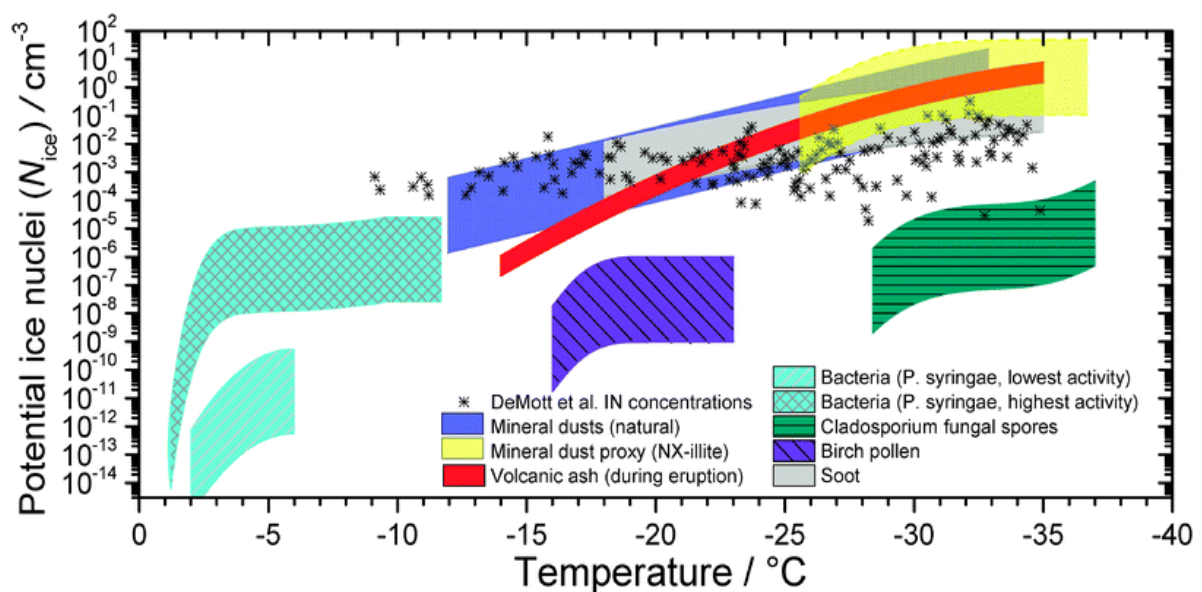 Potential ice nuclei (N_ice) / cm^-3
10^2
10^1
10^0
10^-1
10^-2
10^-3
10^-4
10^-5
10^-6
10^-7
10^-8
10^-9
10^-10
10^-11
10^-12
10^-13
10^-14
DeMott et al. IN concentrations
Mineral dusts (natural)
Mineral dust proxy (NX-illite)
Volcanic ash (during eruption)
Bacteria (P. syringae, lowest activity)
Bacteria (P. syringae, highest activity)
Cladosporium fungal spores
Birch pollen
Soot
0 -5 -10 -15 -20 -25 -30 -35 -40
Temperature / °C